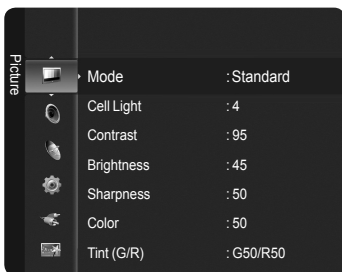 Picture
Mode : Standard
Cell Light : 4
Contrast : 95
Brightness : 45
Sharpness : 50
Color : 50
Tint (G/R) : G50/R50